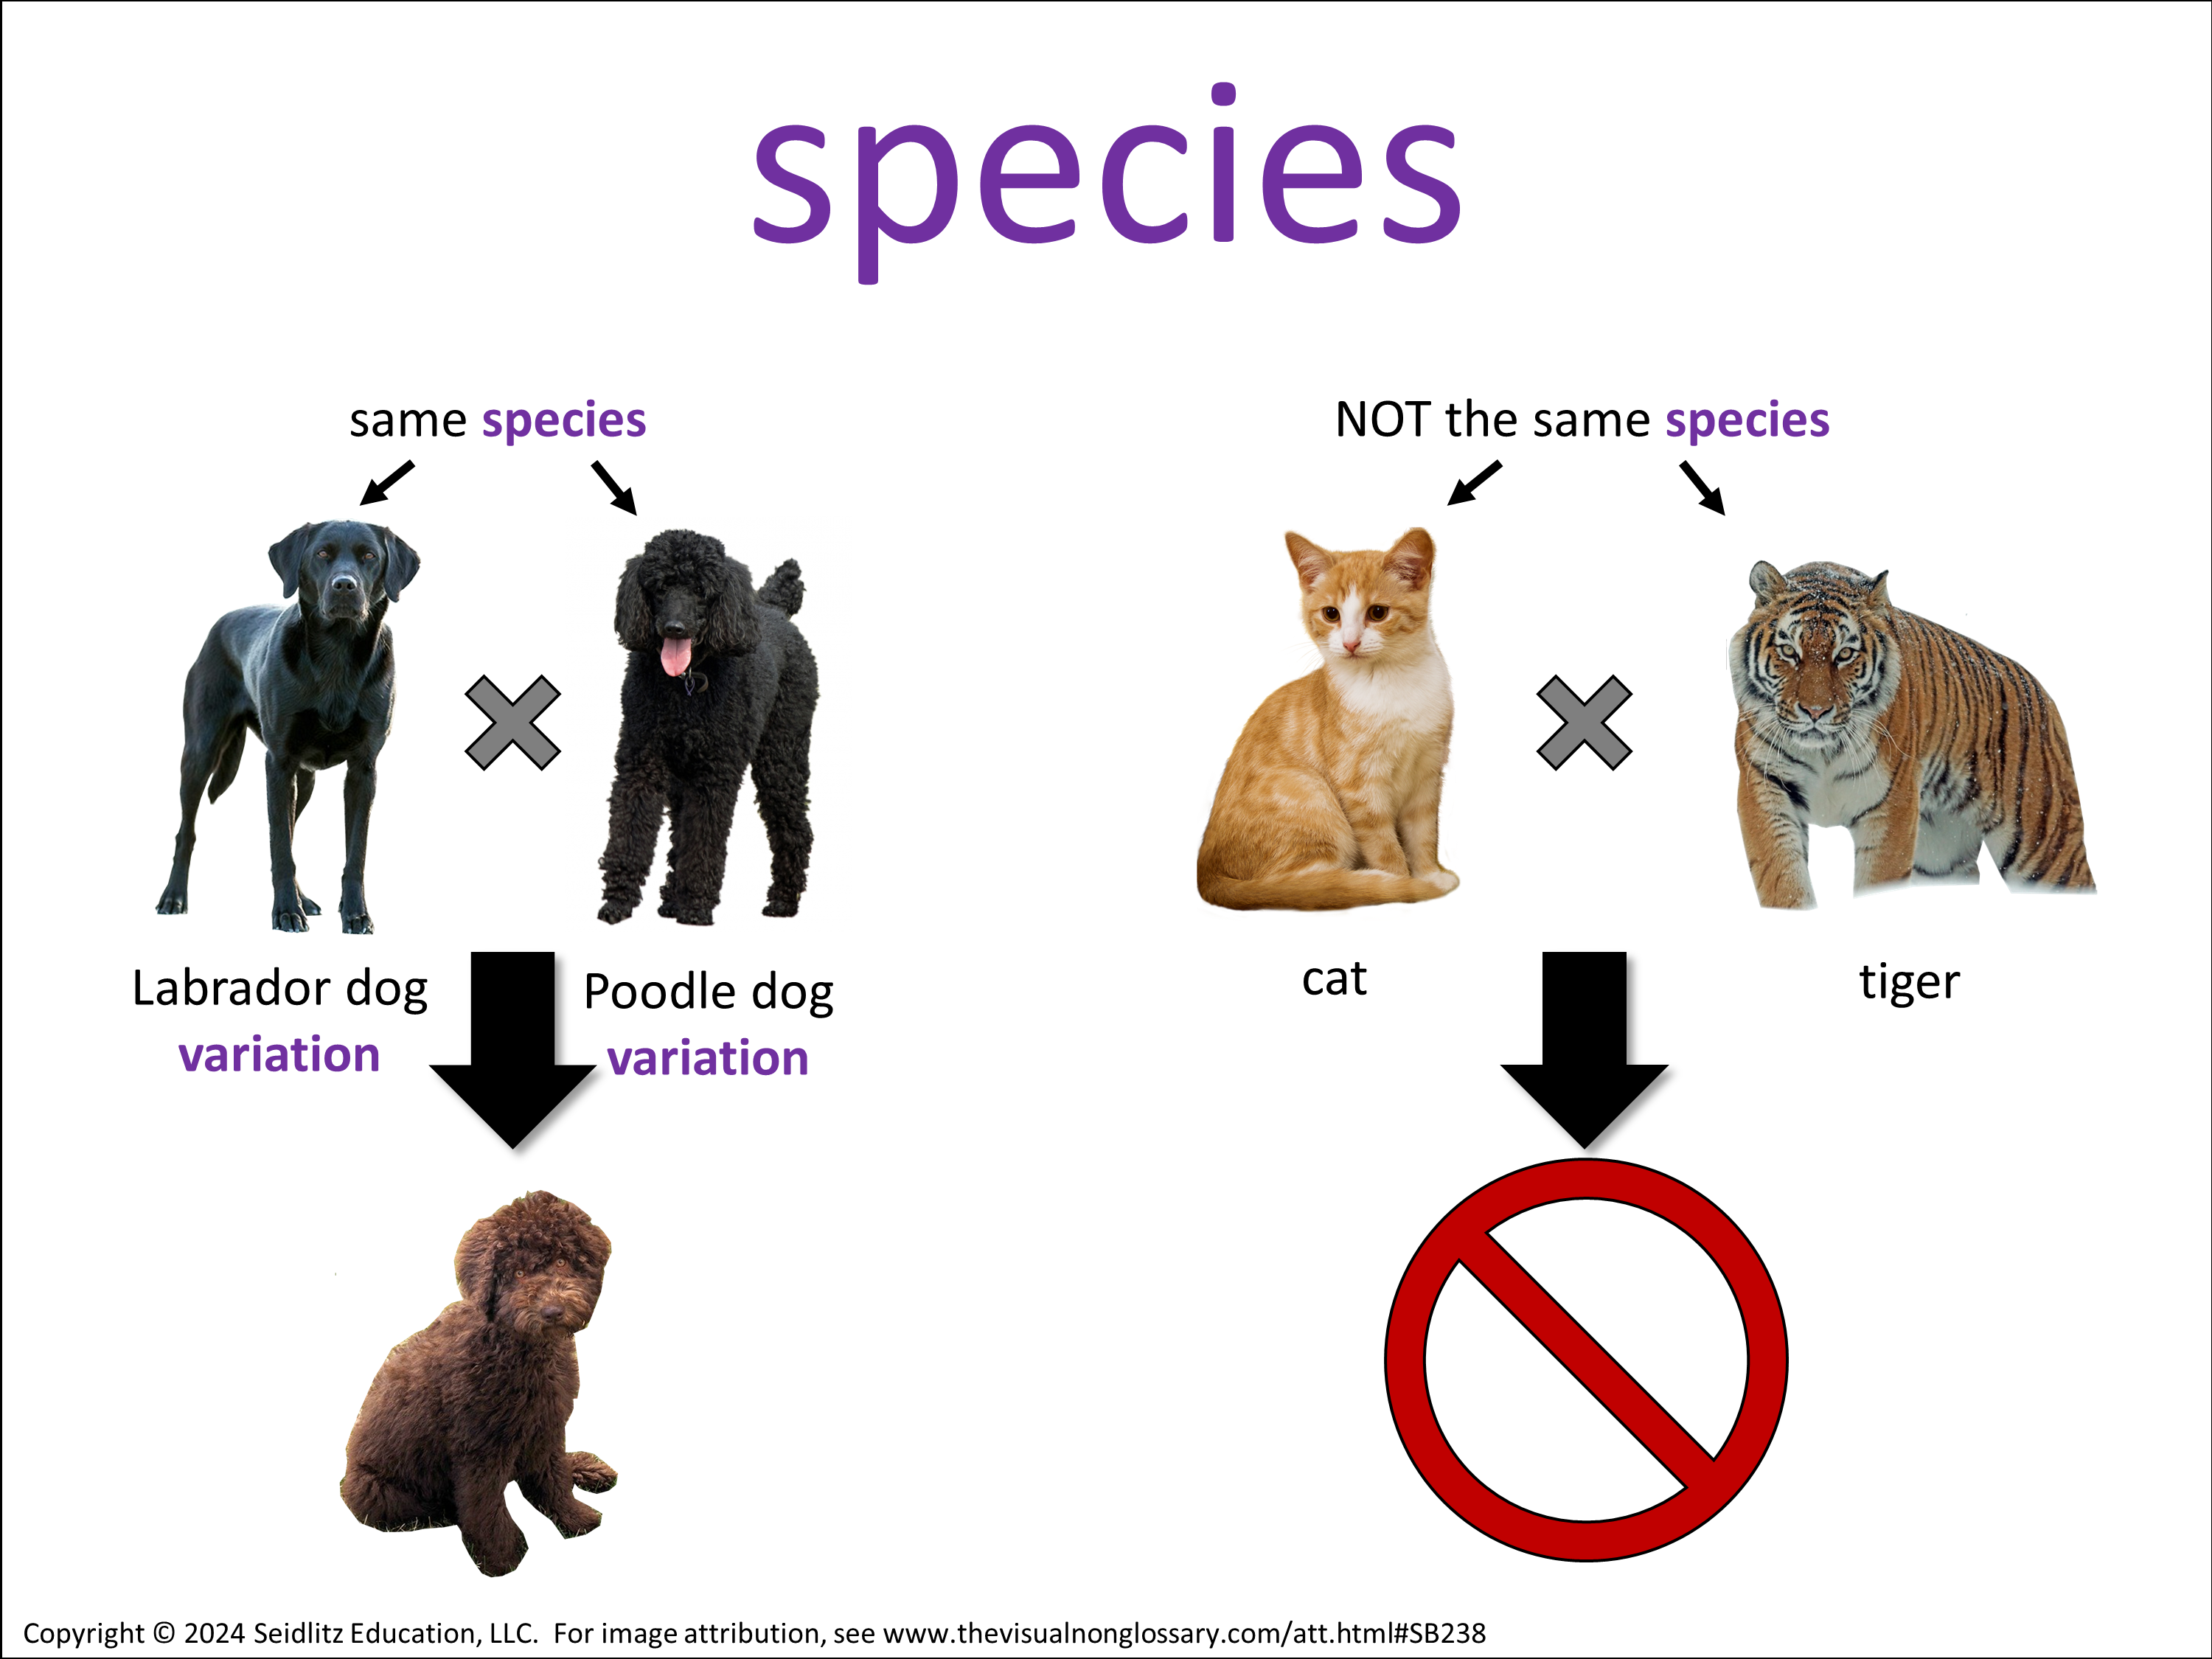 species
same species
NOT the same species
Labrador dog
variation
Poodle dog
variation
cat
tiger
Copyright © 2024 Seidlitz Education, LLC.  For image attribution, see www.thevisualnonglossary.com/att.html#SB238